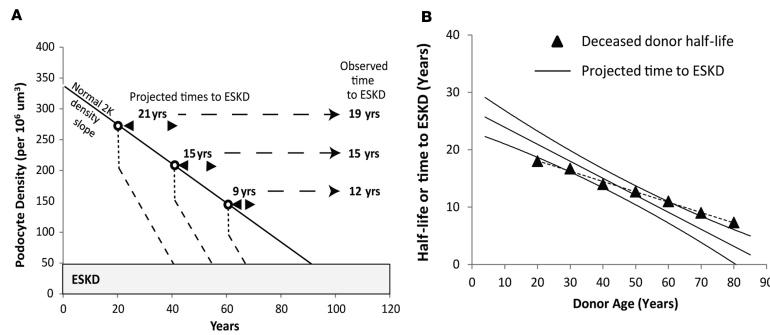 A
Podocyte Density (per 10⁶ um³)
400
350
300
250
200
150
100
50
0
Normal 2K
density
slope
Projected times to ESKD
Observed
time
to ESKD
21 yrs
19 yrs
15 yrs
15 yrs
9 yrs
12 yrs
ESKD
0 20 40 60 80 100 120
Years
B
Half-life or time to ESKD (Years)
40
30
20
10
0
Deceased donor half-life
Projected time to ESKD
0 10 20 30 40 50 60 70 80 90
Donor Age (Years)